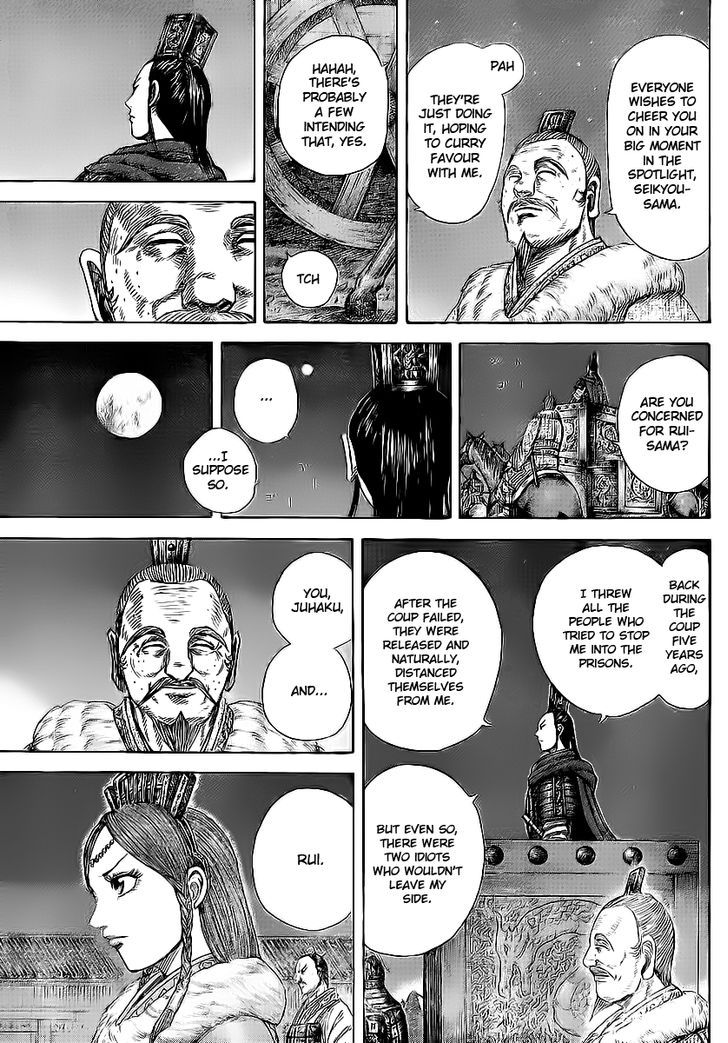 EVERYONE
WISHES TO
CHEER YOU
ON IN YOUR
BIG MOMENT
IN THE
SPOTLIGHT,
SEIKYOU-
SAMA.
PAH
THEY'RE
JUST DOING
IT, HOPING
TO CURRY
FAVOUR
WITH ME.
HAHAH,
THERE'S
PROBABLY
A FEW
INTENDING
THAT, YES.
TCH
ARE YOU
CONCERNED
FOR RUI-
SAMA?
...
...I
SUPPOSE
SO.
BACK
DURING
THE
COUP
FIVE
YEARS
AGO,
I THREW
ALL THE
PEOPLE WHO
TRIED TO STOP
ME INTO THE
PRISONS.
AFTER THE
COUP FAILED,
THEY WERE
RELEASED AND
NATURALLY,
DISTANCED
THEMSELVES
FROM ME.
BUT EVEN SO,
THERE WERE
TWO IDIOTS
WHO WOULDN'T
LEAVE MY
SIDE.
YOU,
JUHAKU,
AND...
RUI.